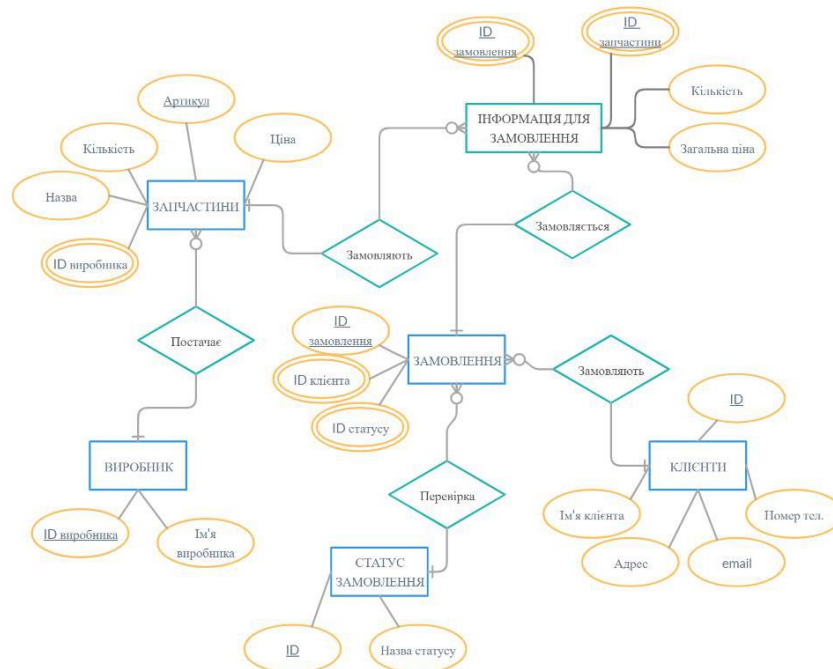 ID
замовлення
ID
запчастини
Кількість
Загальна ціна
ІНФОРМАЦІЯ ДЛЯ
ЗАМОВЛЕННЯ
Артикул
Ціна
Кількість
Назва
ID виробника
ЗАПЧАСТИНИ
Замовляють
Замовляється
Постачає
ID
замовлення
ID клієнта
ID статусу
ЗАМОВЛЕННЯ
Замовляють
ID
КЛІЄНТИ
Ім'я клієнта
Номер тел.
Адрес
email
ВИРОБНИК
ID виробника
Ім'я
виробника
Перевірка
СТАТУС
ЗАМОВЛЕННЯ
ID
Назва статусу